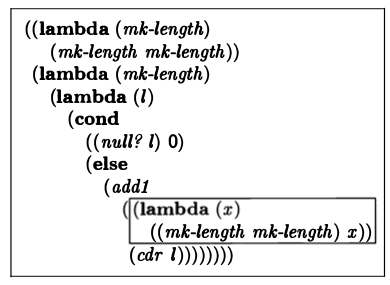 ((lambda (mk-length)
(mk-length mk-length))
(lambda (mk-length)
(lambda (l)
(cond
((null? l) 0)
(else
(add1
((lambda (x)
((mk-length mk-length) x))
(cdr l))))))))